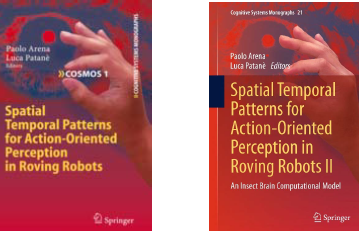 Paolo Arena
Luca Patanè
Editors
»COSMOS 1
COGNITIVE SYSTEMS MONOGRAPHS
Spatial
Temporal Patterns
for Action-Oriented
Perception
in Roving Robots
Springer
Cognitive Systems Monographs 21
Paolo Arena
Luca Patanè Editors
Spatial Temporal
Patterns for
Action-Oriented
Perception in
Roving Robots II
An Insect Brain Computational Model
Springer